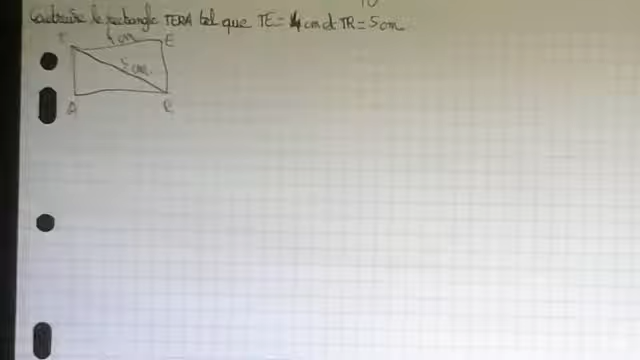 Construire le rectangle TERA tel que TE = 4 cm et TR = 5 cm.
T 4 cm E
5 cm
A R